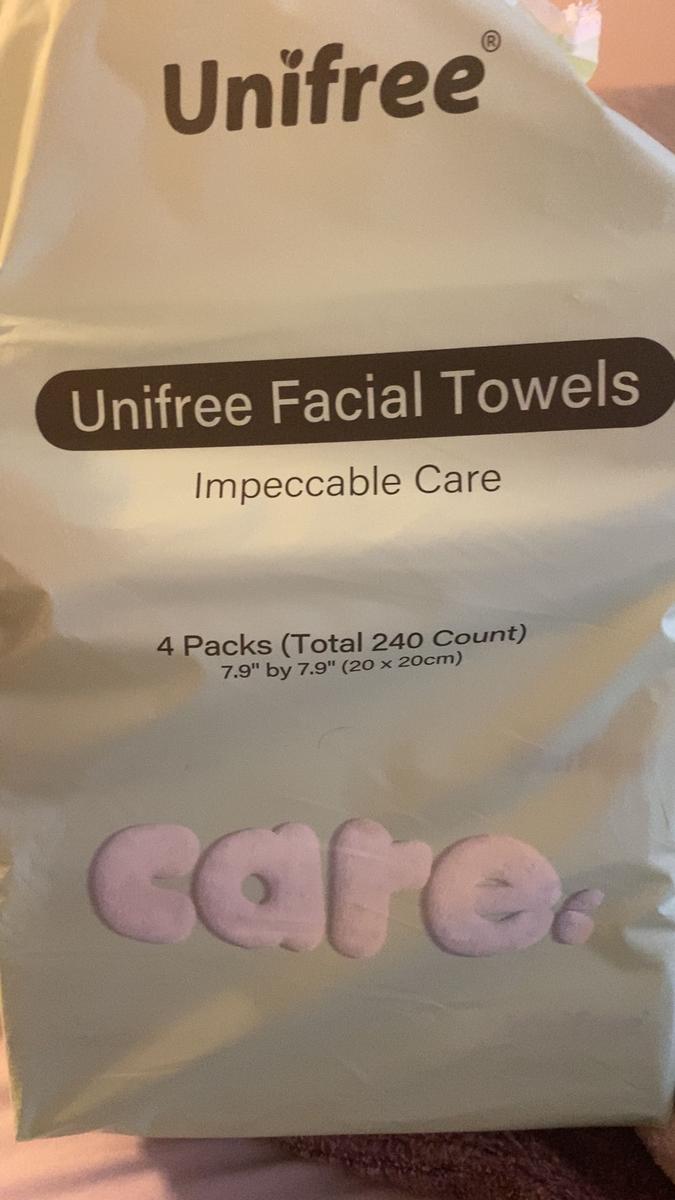 Unifree®
Unifree Facial Towels
Impeccable Care
4 Packs (Total 240 Count)
7.9" by 7.9" (20 x 20cm)
care.